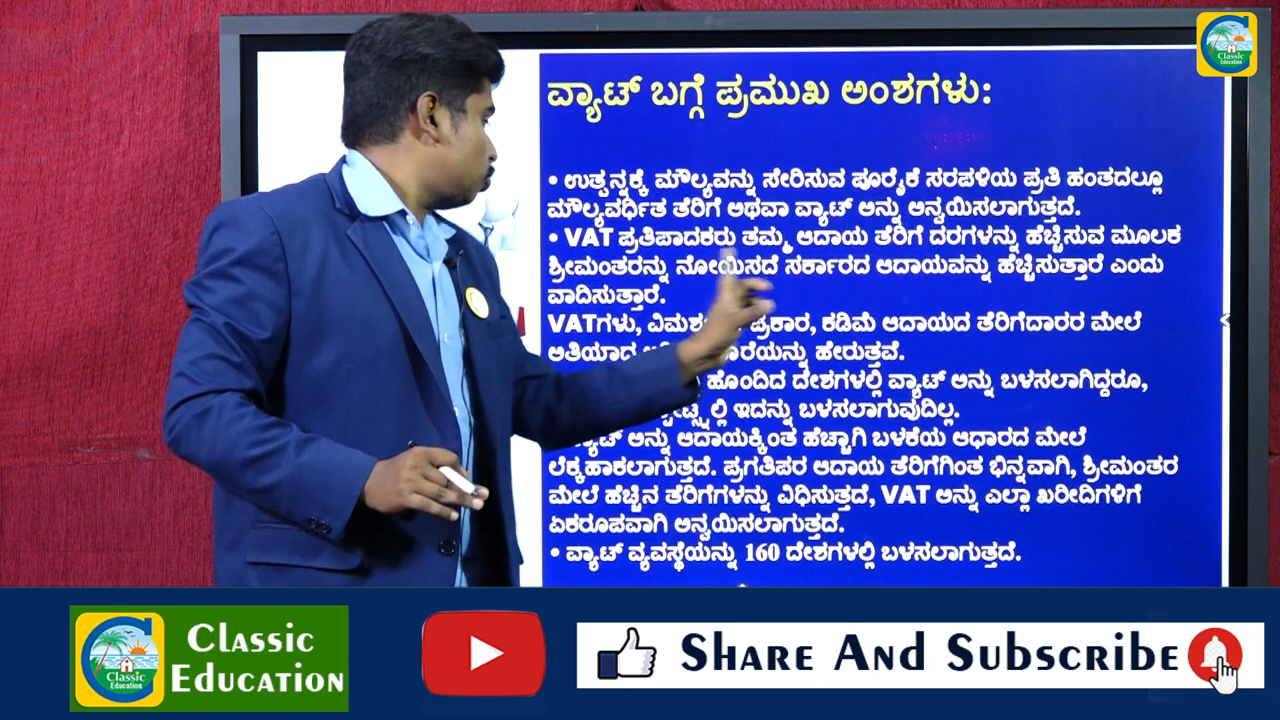 Classic
Education
ವ್ಯಾಟ್ ಬಗ್ಗೆ ಪ್ರಮುಖ ಅಂಶಗಳು:
• ಉತ್ಪನ್ನಕ್ಕೆ ಮೌಲ್ಯವನ್ನು ಸೇರಿಸುವ ಪೂರೈಕೆ ಸರಪಳಿಯ ಪ್ರತಿ ಹಂತದಲ್ಲೂ
ಮೌಲ್ಯವರ್ಧಿತ ತೆರಿಗೆ ಅಥವಾ ವ್ಯಾಟ್ ಅನ್ನು ಅನ್ವಯಿಸಲಾಗುತ್ತದೆ.
• VAT ಪ್ರತಿಪಾದಕರು ತಮ್ಮ ಆದಾಯ ತೆರಿಗೆ ದರಗಳನ್ನು ಹೆಚ್ಚಿಸುವ ಮೂಲಕ
ಶ್ರೀಮಂತರನ್ನು ನೋಯಿಸದೆ ಸರ್ಕಾರದ ಆದಾಯವನ್ನು ಹೆಚ್ಚಿಸುತ್ತಾರೆ ಎಂದು
ವಾದಿಸುತ್ತಾರೆ.
VATಗಳು, ಪ್ರಕಾರ, ಕಡಿಮೆ ಆದಾಯದ ತೆರಿಗೆದಾರರ ಮೇಲೆ
ಅತಿಯಾದ ಹೇರುತ್ತವೆ.
ಹೊಂದಿದ ದೇಶಗಳಲ್ಲಿ ವ್ಯಾಟ್ ಅನ್ನು ಬಳಸಲಾಗಿದ್ದರೂ,
ಇದನ್ನು ಬಳಸಲಾಗುವುದಿಲ್ಲ.
ಅನ್ನು ಆದಾಯಕ್ಕಿಂತ ಹೆಚ್ಚಾಗಿ ಬಳಕೆಯ ಆಧಾರದ ಮೇಲೆ
ಲೆಕ್ಕಹಾಕಲಾಗುತ್ತದೆ. ಪ್ರಗತಿಪರ ಆದಾಯ ತೆರಿಗೆಗಿಂತ ಭಿನ್ನವಾಗಿ, ಶ್ರೀಮಂತರ
ಮೇಲೆ ಹೆಚ್ಚಿನ ತೆರಿಗೆಗಳನ್ನು ವಿಧಿಸುತ್ತದೆ, VAT ಅನ್ನು ಎಲ್ಲಾ ಖರೀದಿಗಳಿಗೆ
ಏಕರೂಪವಾಗಿ ಅನ್ವಯಿಸಲಾಗುತ್ತದೆ.
• ವ್ಯಾಟ್ ವ್ಯವಸ್ಥೆಯನ್ನು 160 ದೇಶಗಳಲ್ಲಿ ಬಳಸಲಾಗುತ್ತದೆ.
Classic
Education
Classic
Education
Share And Subscribe